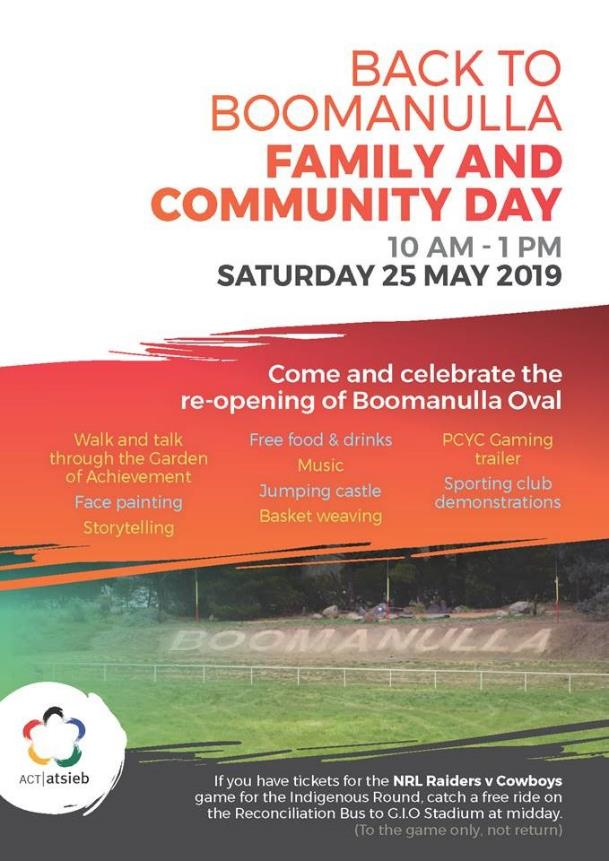 BACK TO
BOOMANULLA
FAMILY AND
COMMUNITY DAY
10 AM - 1 PM
SATURDAY 25 MAY 2019
Come and celebrate the
re-opening of Boomanulla Oval
Walk and talk
through the Garden
of Achievement
Face painting
Storytelling
Free food & drinks
Music
Jumping castle
Basket weaving
PCYC Gaming
trailer
Sporting club
demonstrations
BOOMANULLA
ACT|atsieb
If you have tickets for the NRL Raiders v Cowboys
game for the Indigenous Round, catch a free ride on
the Reconciliation Bus to G.I.O Stadium at midday.
(To the game only, not return)